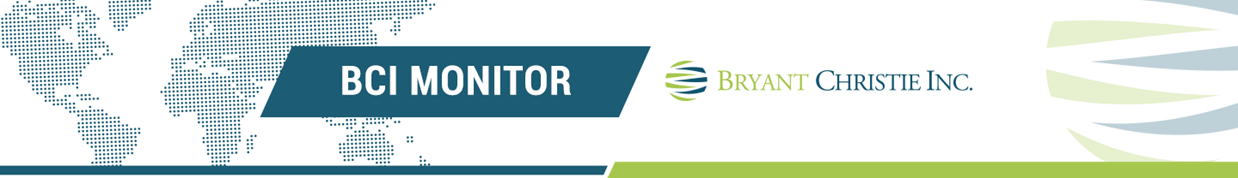 BCI MONITOR
BRYANT CHRISTIE INC.